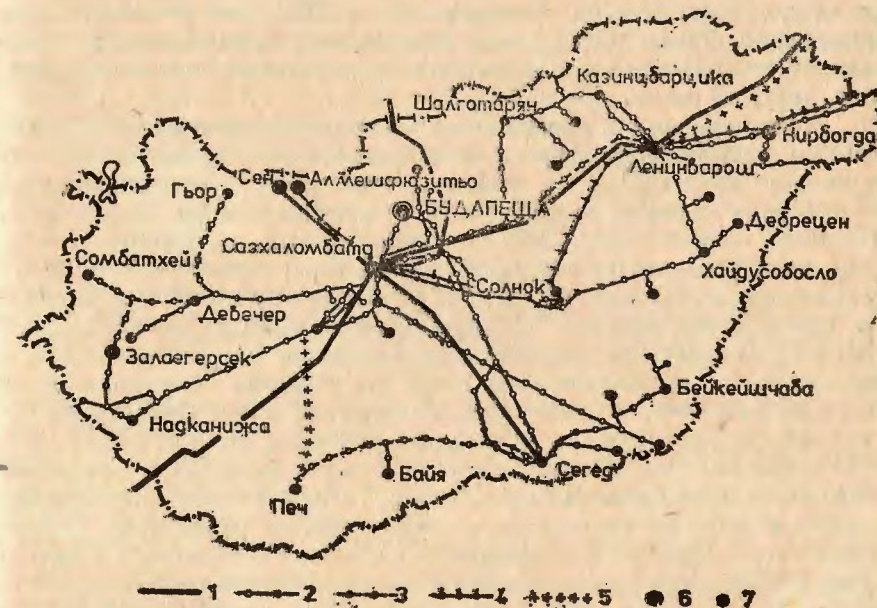 Казинцбарцика
Шалготарян
Нирбогда
Ленинварош
Сен
Алмешфюзитьо
Гьор
БУДАПЕЩА
Дебрецен
Сазхаломбата
Сомбатхей
Солнок
Хайдусобосло
Девечер
Залаегерсек
Бейкейшчаба
Надканижа
Сегед
Байя
Печ
1 2 3 4 5 6 7